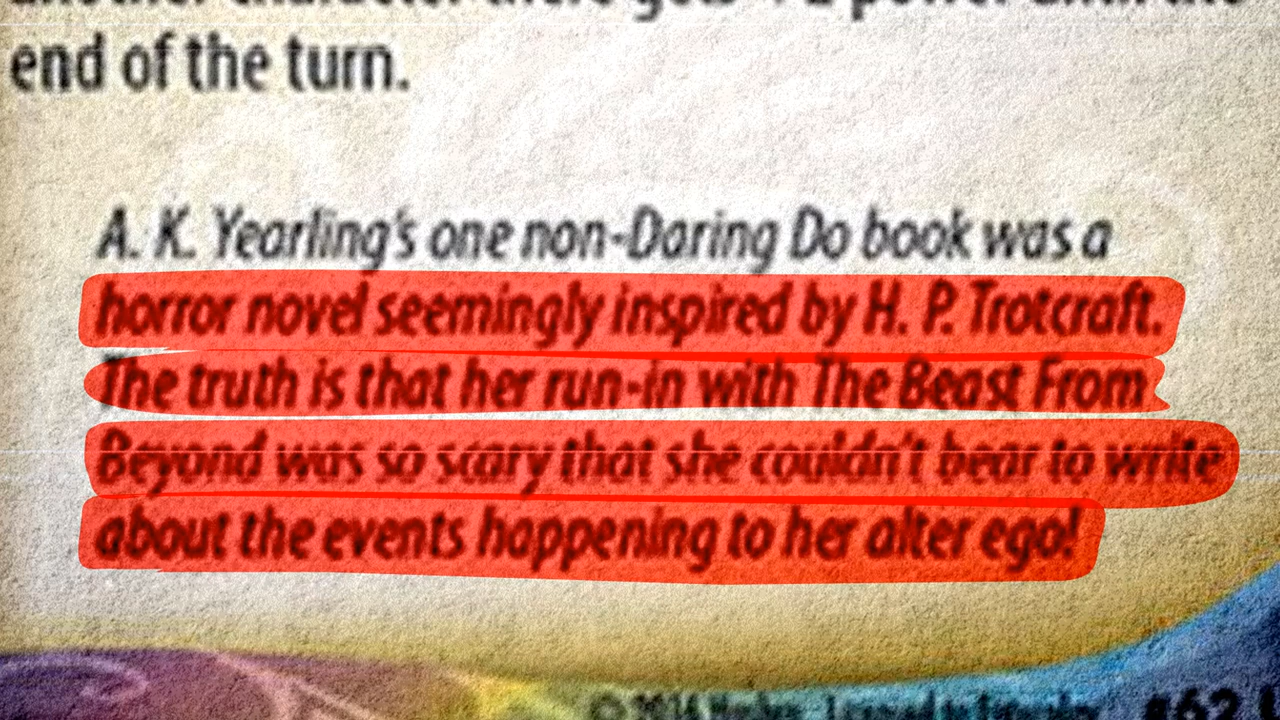 end of the turn.
A. K. Yearling's one non-Daring Do book was a
horror novel seemingly inspired by H. P. Trotcraft.
The truth is that her run-in with The Beast From
Beyond was so scary that she couldn't bear to write
about the events happening to her alter ego!